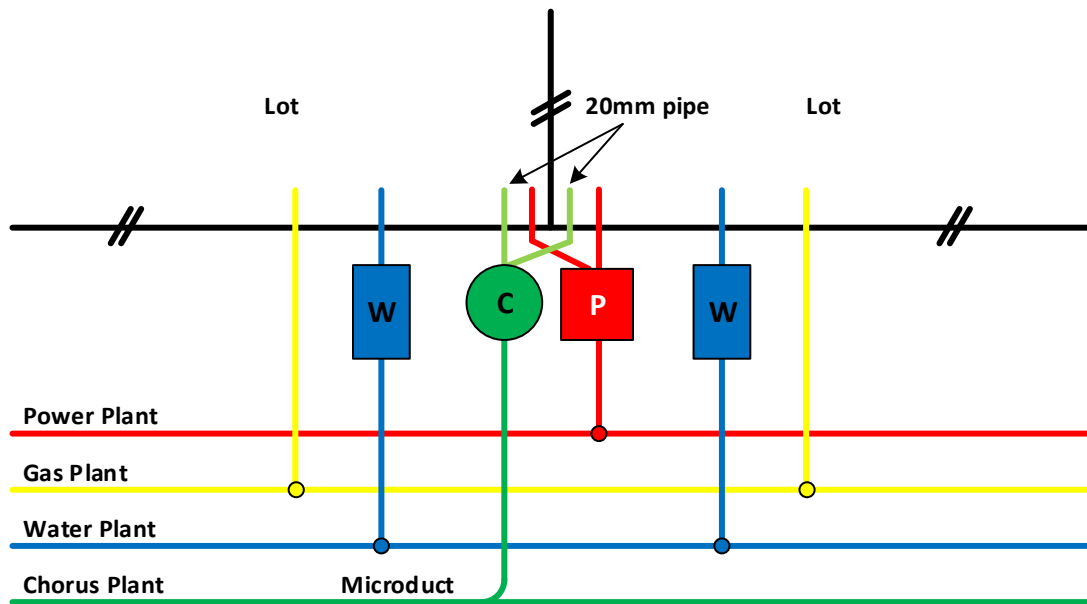 Lot
20mm pipe
Lot
W
C
P
W
Power Plant
Gas Plant
Water Plant
Chorus Plant
Microduct